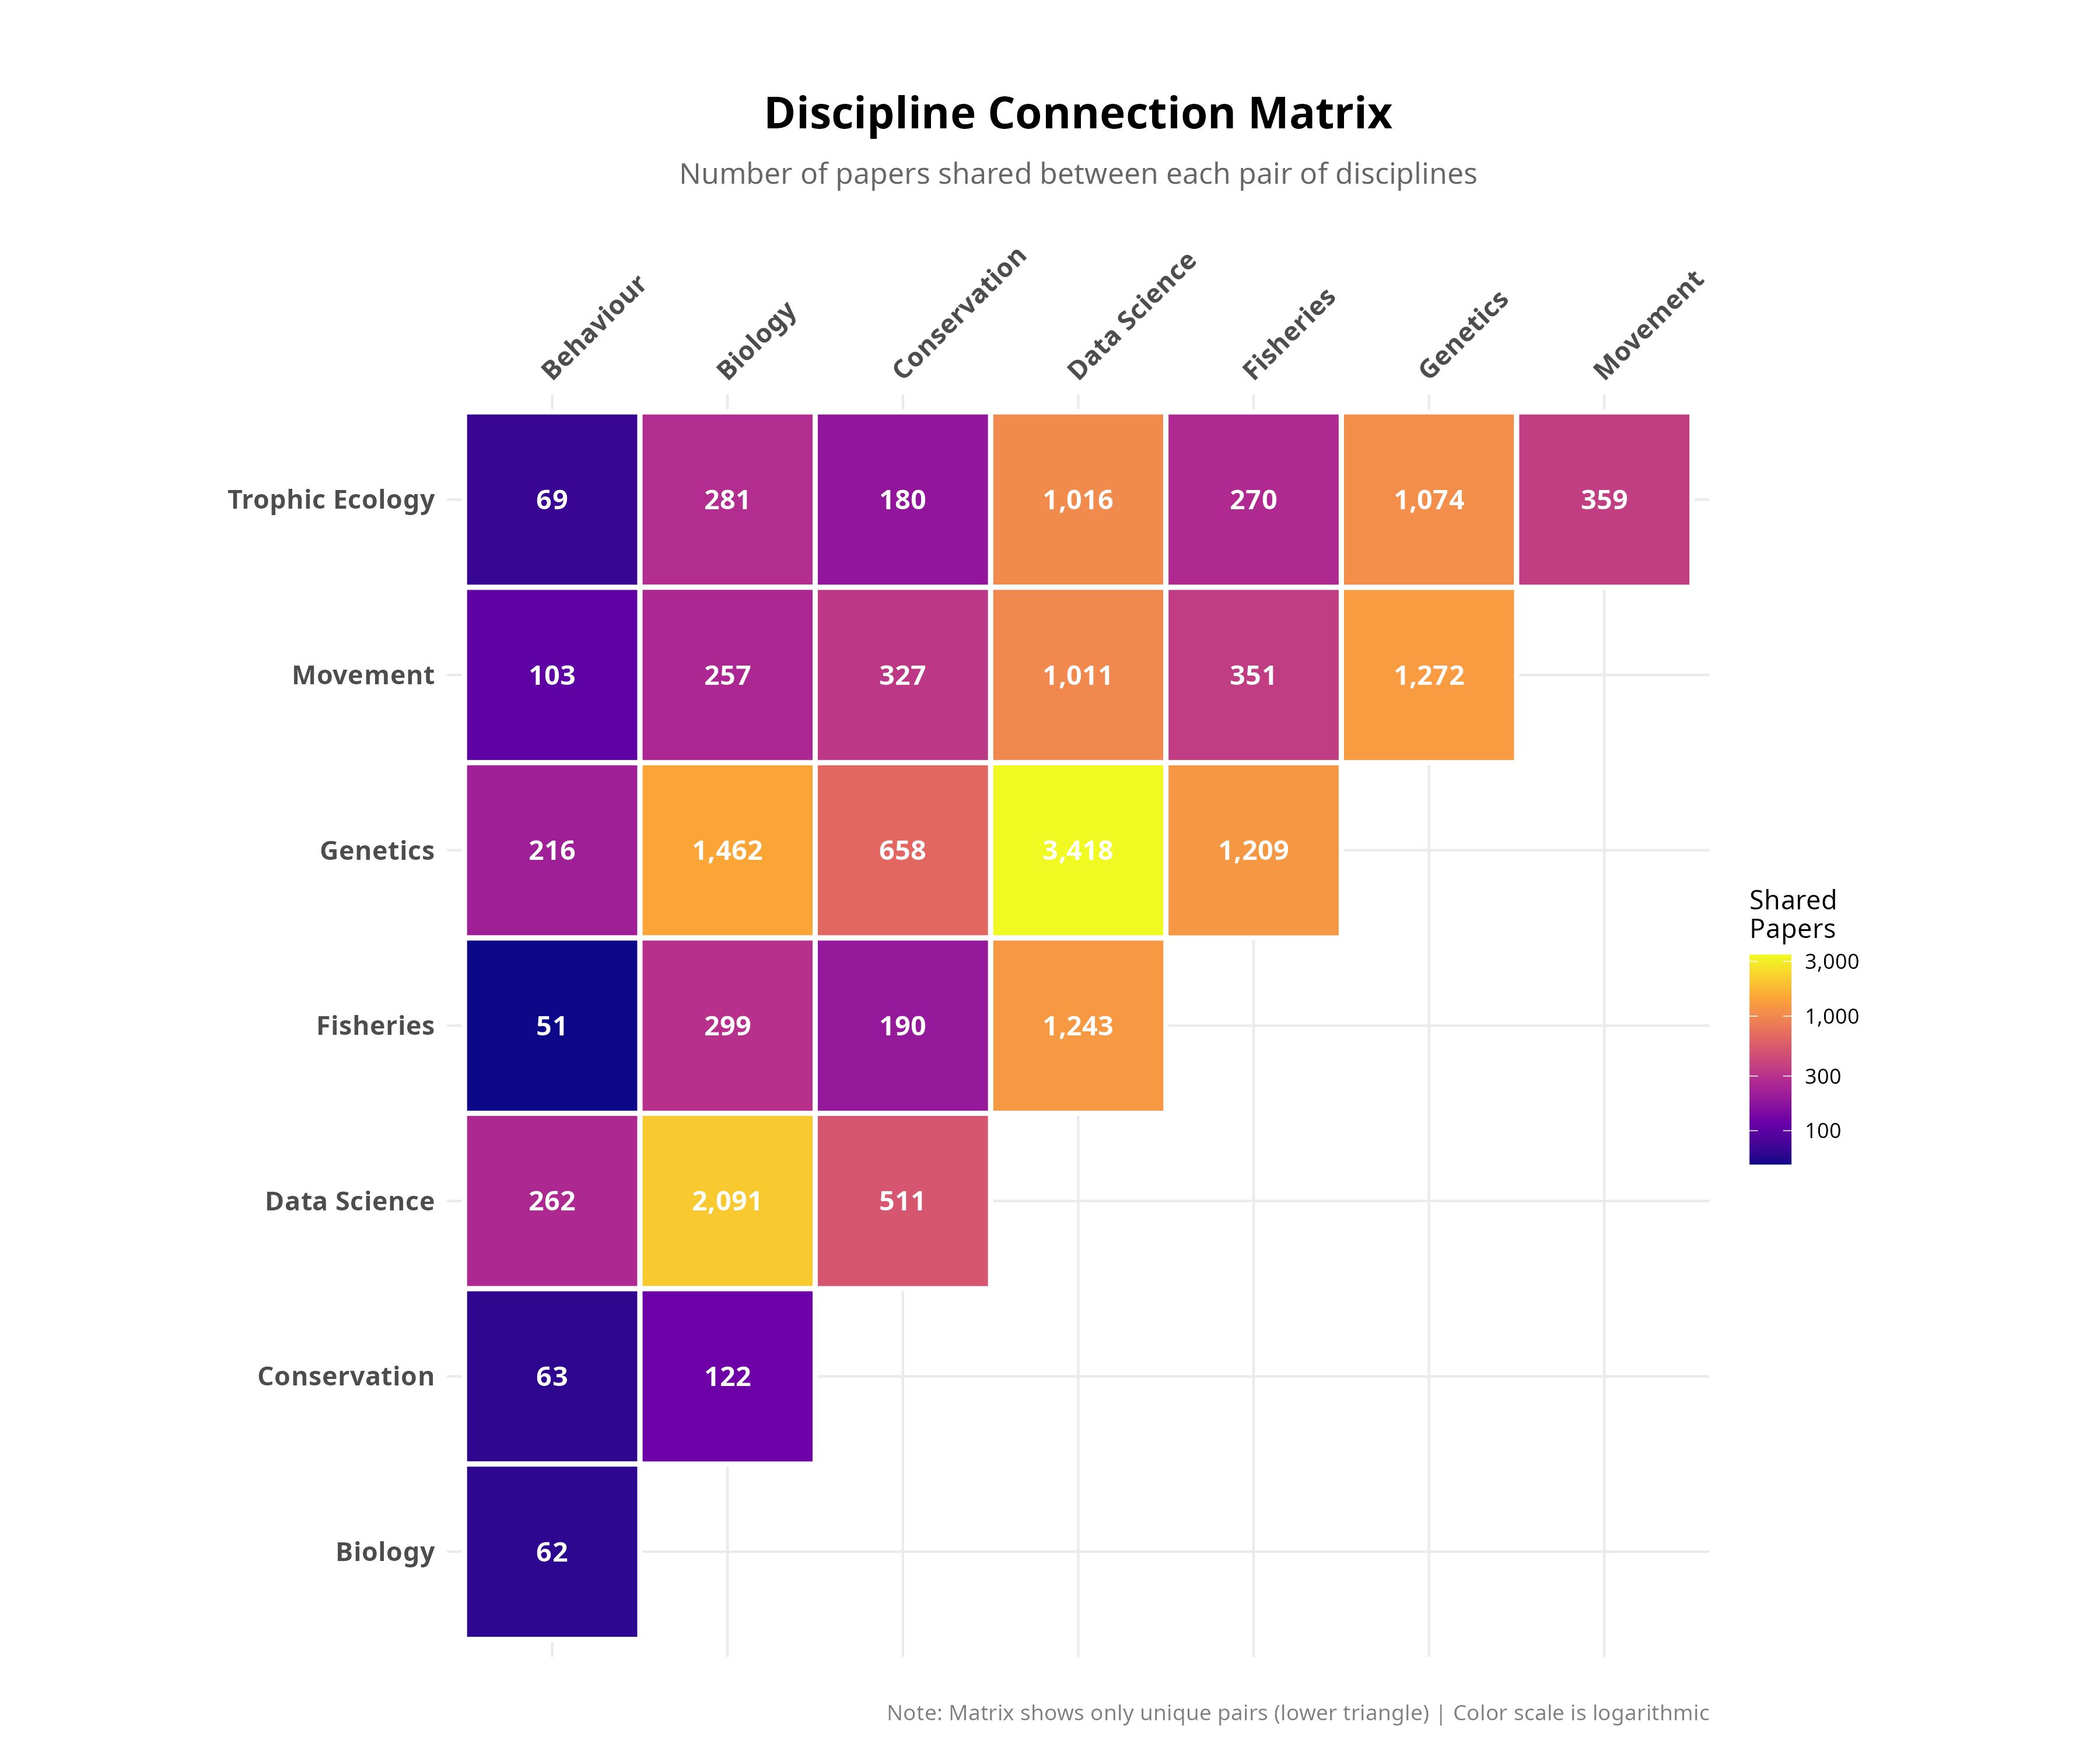 Discipline Connection Matrix
Number of papers shared between each pair of disciplines
Behaviour Biology Conservation Data Science Fisheries Genetics Movement
Trophic Ecology 69 281 180 1,016 270 1,074 359
Movement 103 257 327 1,011 351 1,272
Genetics 216 1,462 658 3,418 1,209
Fisheries 51 299 190 1,243
Data Science 262 2,091 511
Conservation 63 122
Biology 62
Shared
Papers
3,000
1,000
300
100
Note: Matrix shows only unique pairs (lower triangle) | Color scale is logarithmic